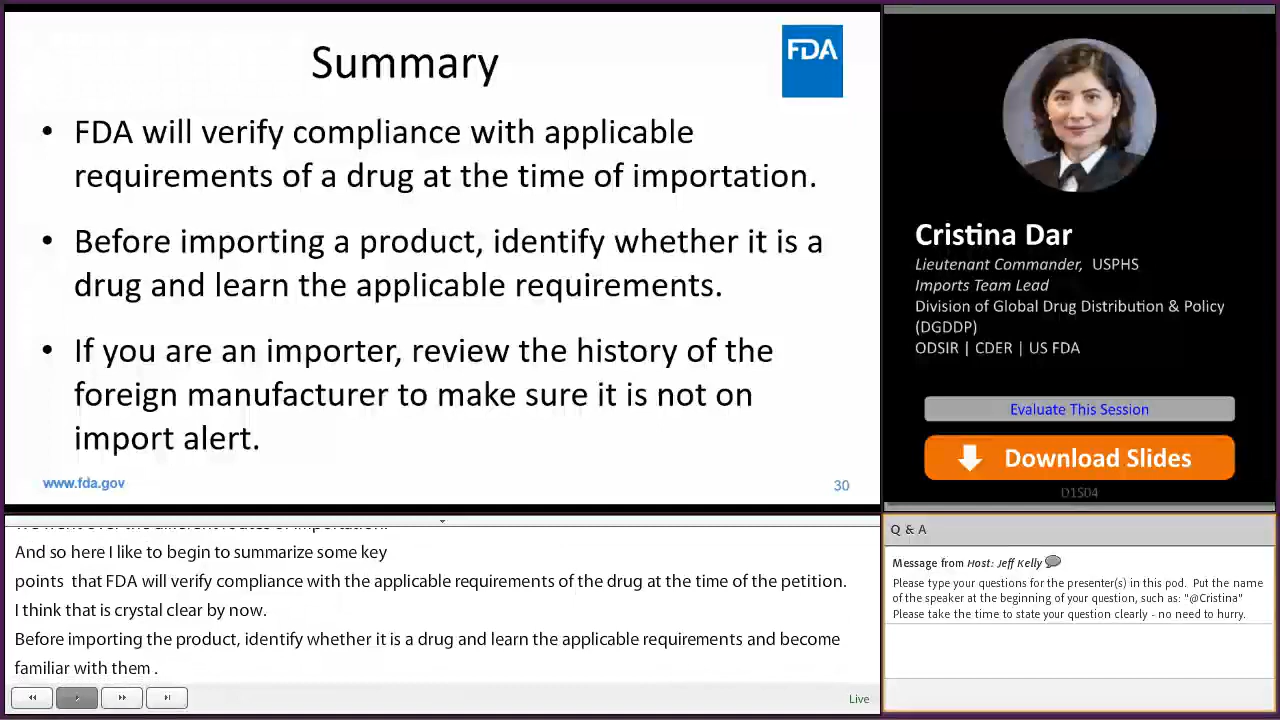 Summary
FDA
• FDA will verify compliance with applicable
requirements of a drug at the time of importation.
• Before importing a product, identify whether it is a
drug and learn the applicable requirements.
• If you are an importer, review the history of the
foreign manufacturer to make sure it is not on
import alert.
www.fda.gov
30
Cristina Dar
Lieutenant Commander, USPHS
Imports Team Lead
Division of Global Drug Distribution & Policy
(DGDDP)
ODSIR | CDER | US FDA
Evaluate This Session
Download Slides
D1S04
And so here I like to begin to summarize some key
points that FDA will verify compliance with the applicable requirements of the drug at the time of the petition.
I think that is crystal clear by now.
Before importing the product, identify whether it is a drug and learn the applicable requirements and become
familiar with them .
Live
Q & A
Message from Host: Jeff Kelly
Please type your questions for the presenter(s) in this pod. Put the name
of the speaker at the beginning of your question, such as: "@Cristina"
Please take the time to state your question clearly - no need to hurry.